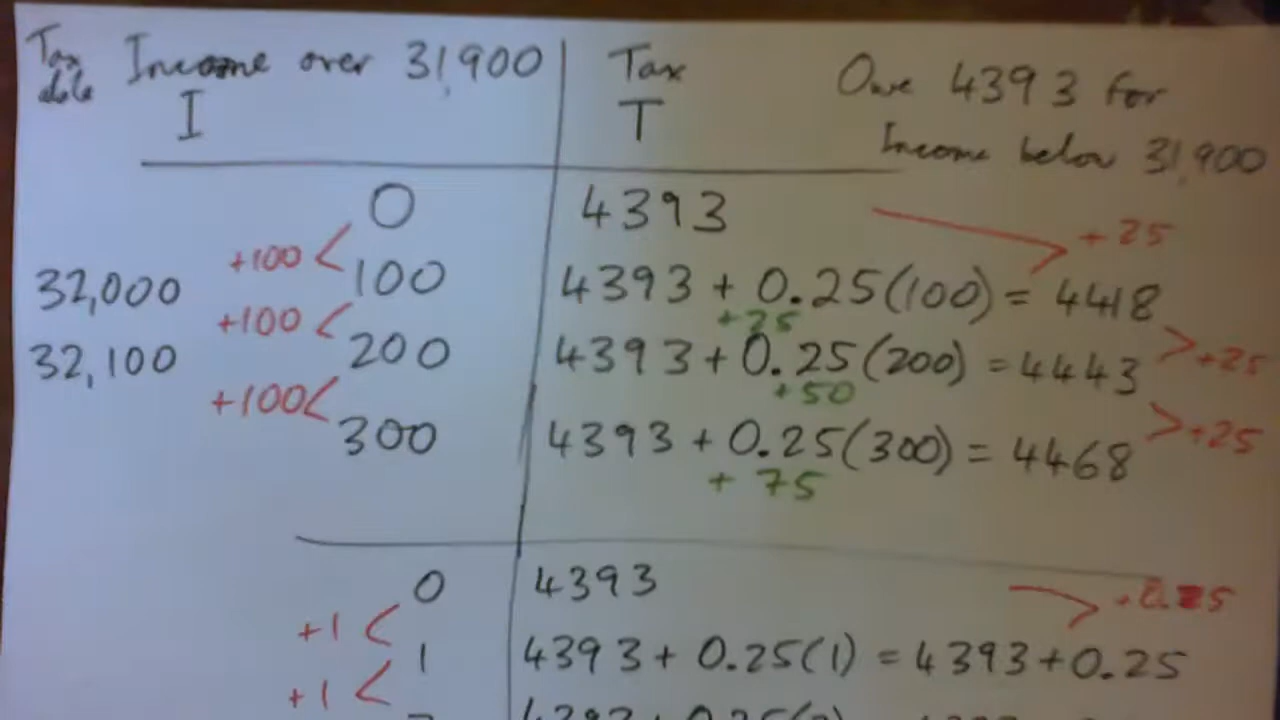 Taxable Income over 31,900 Tax Owe 4393 for
I T Income below 31,900
0 4393 +25
+100
32,000 100 4393 + 0.25(100) = 4418
+100 +25
32,100 200 4393 + 0.25(200) = 4443 +25
+100 +50
300 4393 + 0.25(300) = 4468 +25
+ 75
0 4393
+1
1 4393 + 0.25(1) = 4393 + 0.25
+1